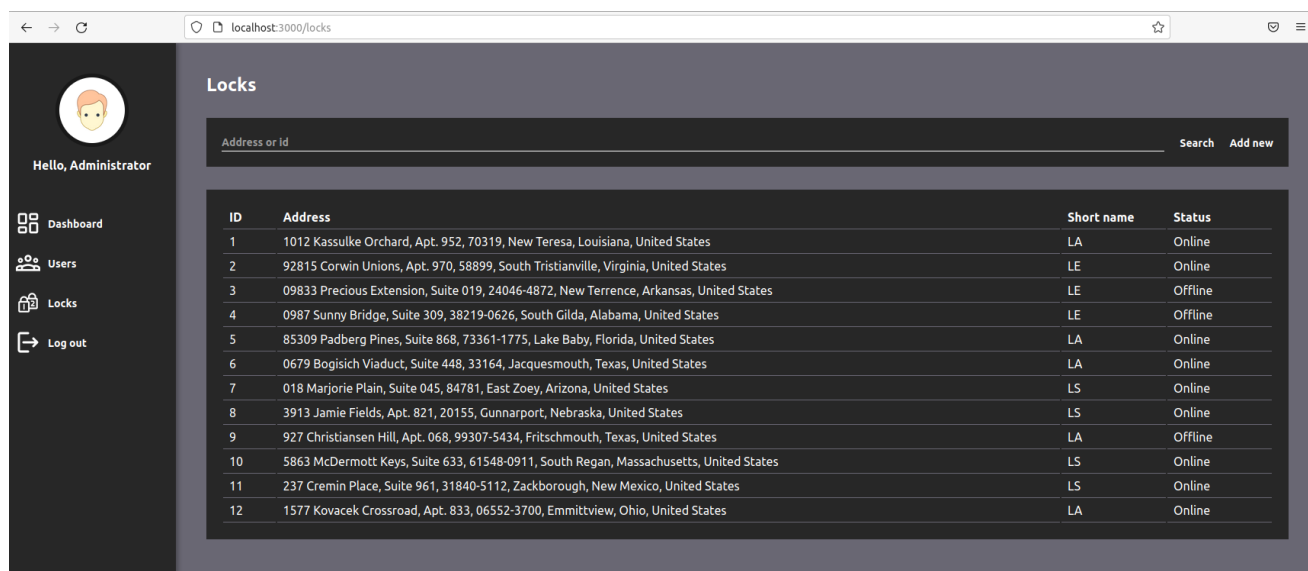 localhost:3000/locks
Hello, Administrator
Dashboard
Users
Locks
Log out
Locks
Address or id Search Add new
ID Address Short name Status
1 1012 Kassulke Orchard, Apt. 952, 70319, New Teresa, Louisiana, United States LA Online
2 92815 Corwin Unions, Apt. 970, 58899, South Tristianville, Virginia, United States LE Online
3 09833 Precious Extension, Suite 019, 24046-4872, New Terrence, Arkansas, United States LE Offline
4 0987 Sunny Bridge, Suite 309, 38219-0626, South Gilda, Alabama, United States LE Offline
5 85309 Padberg Pines, Suite 868, 73361-1775, Lake Baby, Florida, United States LA Online
6 0679 Bogisich Viaduct, Suite 448, 33164, Jacquesmouth, Texas, United States LA Online
7 018 Marjorie Plain, Suite 045, 84781, East Zoey, Arizona, United States LS Online
8 3913 Jamie Fields, Apt. 821, 20155, Gunnarport, Nebraska, United States LS Online
9 927 Christiansen Hill, Apt. 068, 99307-5434, Fritschmouth, Texas, United States LA Offline
10 5863 McDermott Keys, Suite 633, 61548-0911, South Regan, Massachusetts, United States LS Online
11 237 Cremin Place, Suite 961, 31840-5112, Zackborough, New Mexico, United States LS Online
12 1577 Kovacek Crossroad, Apt. 833, 06552-3700, Emmittview, Ohio, United States LA Online